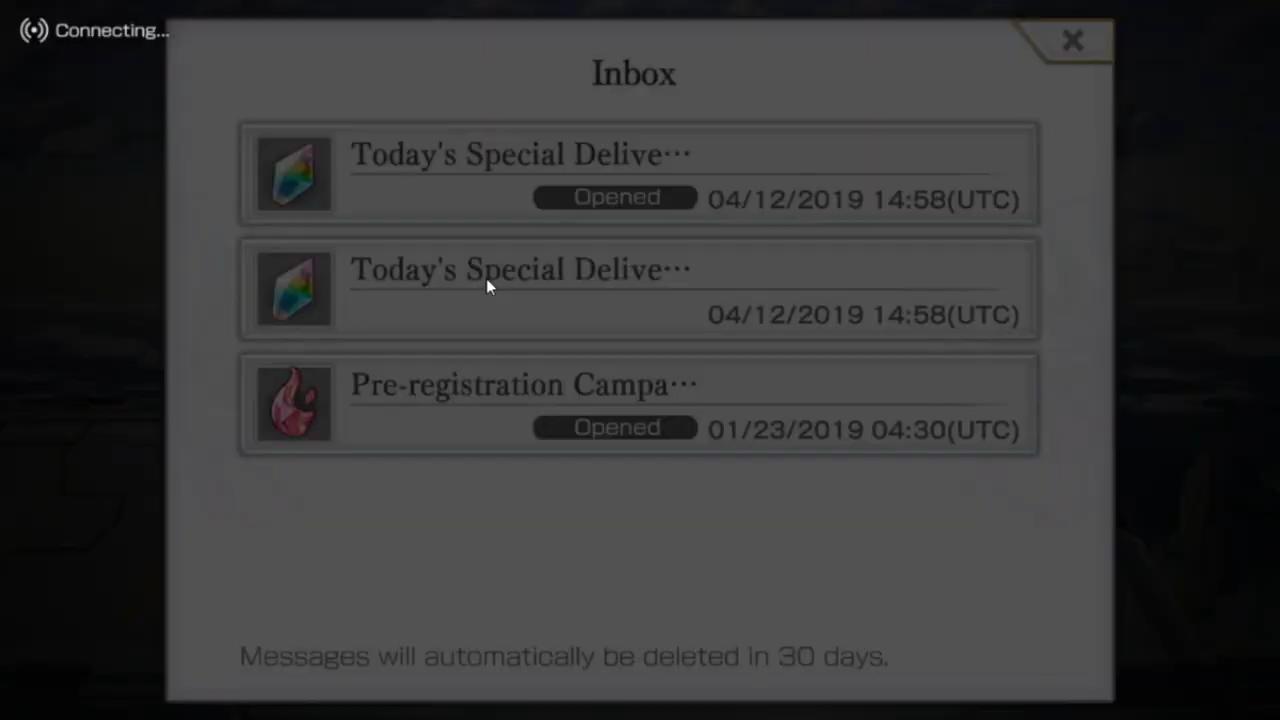 Connecting...
Inbox
Today's Special Delive…
Opened 04/12/2019 14:58(UTC)
Today's Special Delive…
04/12/2019 14:58(UTC)
Pre-registration Campa…
Opened 01/23/2019 04:30(UTC)
Messages will automatically be deleted in 30 days.